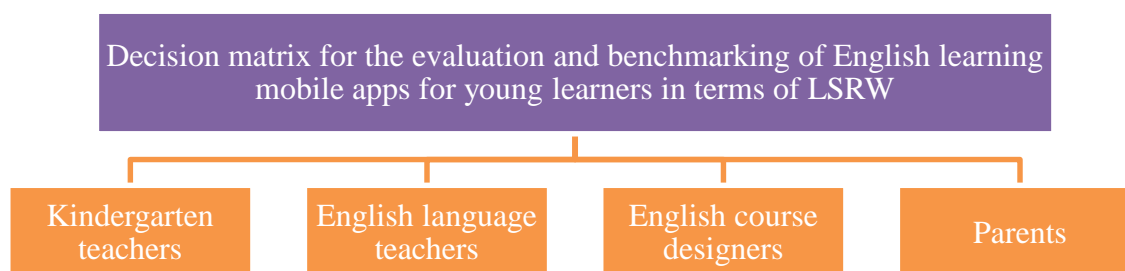 Decision matrix for the evaluation and benchmarking of English learning
mobile apps for young learners in terms of LSRW
Kindergarten
teachers
English language
teachers
English course
designers
Parents